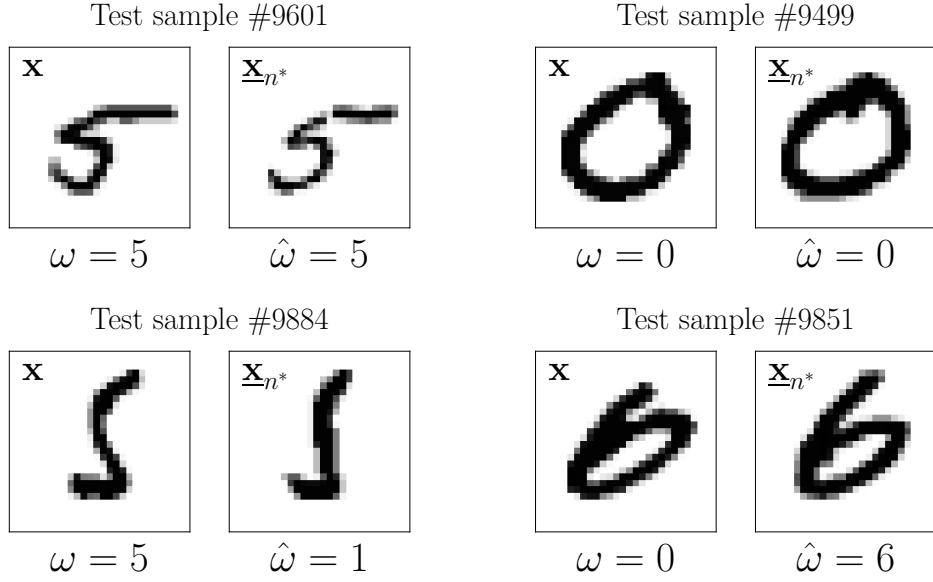 Test sample #9601
x x_{n*}
ω = 5 ω̂ = 5
Test sample #9499
x x_{n*}
ω = 0 ω̂ = 0
Test sample #9884
x x_{n*}
ω = 5 ω̂ = 1
Test sample #9851
x x_{n*}
ω = 0 ω̂ = 6